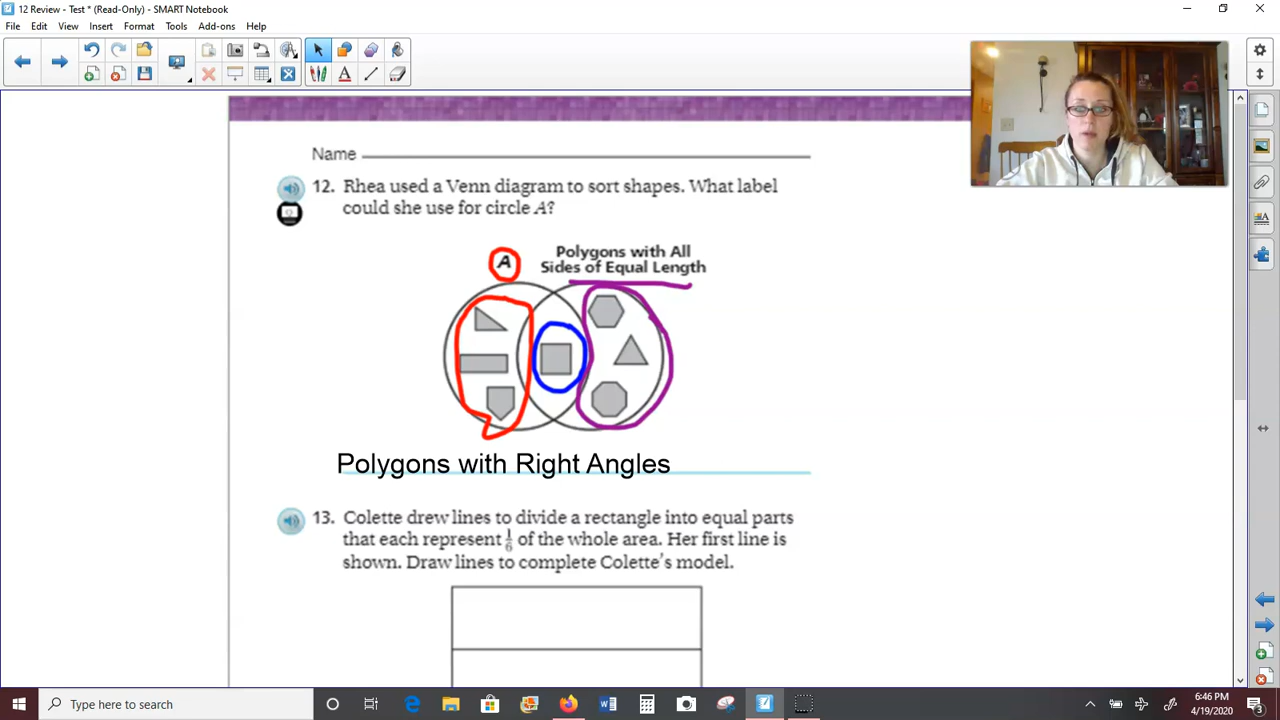 12 Review - Test * (Read-Only) - SMART Notebook
File Edit View Insert Format Tools Add-ons Help
Name
12. Rhea used a Venn diagram to sort shapes. What label
could she use for circle A?
A
Polygons with All
Sides of Equal Length
Polygons with Right Angles
13. Colette drew lines to divide a rectangle into equal parts
that each represent 1/6 of the whole area. Her first line is
shown. Draw lines to complete Colette's model.
Type here to search
6:46 PM
4/19/2020